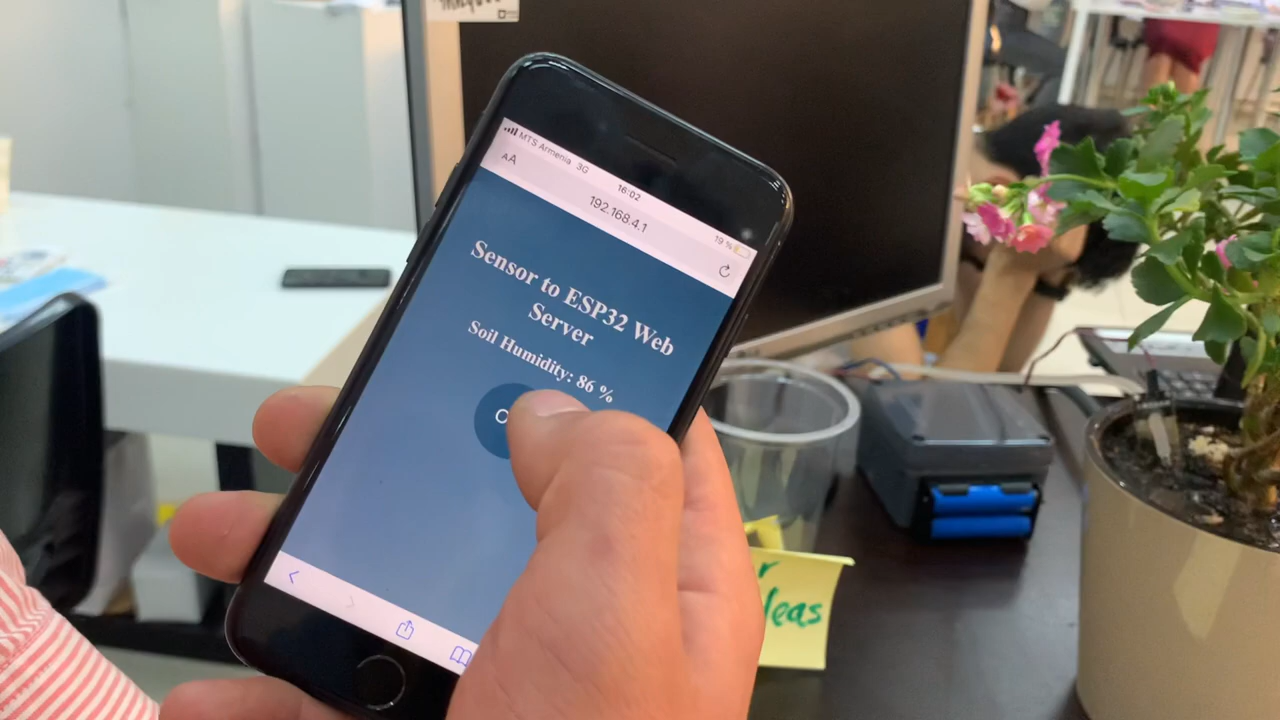 MTS Armenia 3G
16:02
19 %
AA
192.168.4.1
Sensor to ESP32 Web
Server
Soil Humidity: 86 %